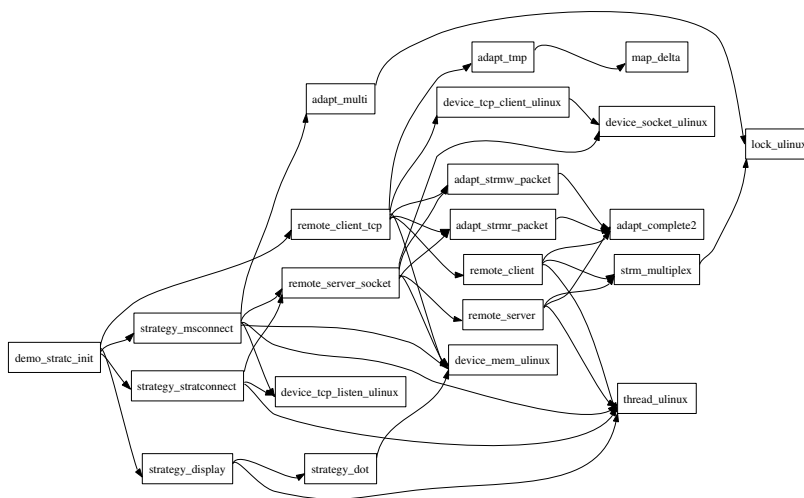 adapt_tmp
map_delta
adapt_multi
device_tcp_client_ulinux
device_socket_ulinux
lock_ulinux
adapt_strmw_packet
remote_client_tcp
adapt_strmr_packet
adapt_complete2
remote_client
strm_multiplex
remote_server_socket
remote_server
strategy_msconnect
demo_stratc_init
device_mem_ulinux
strategy_stratconnect
device_tcp_listen_ulinux
thread_ulinux
strategy_display
strategy_dot